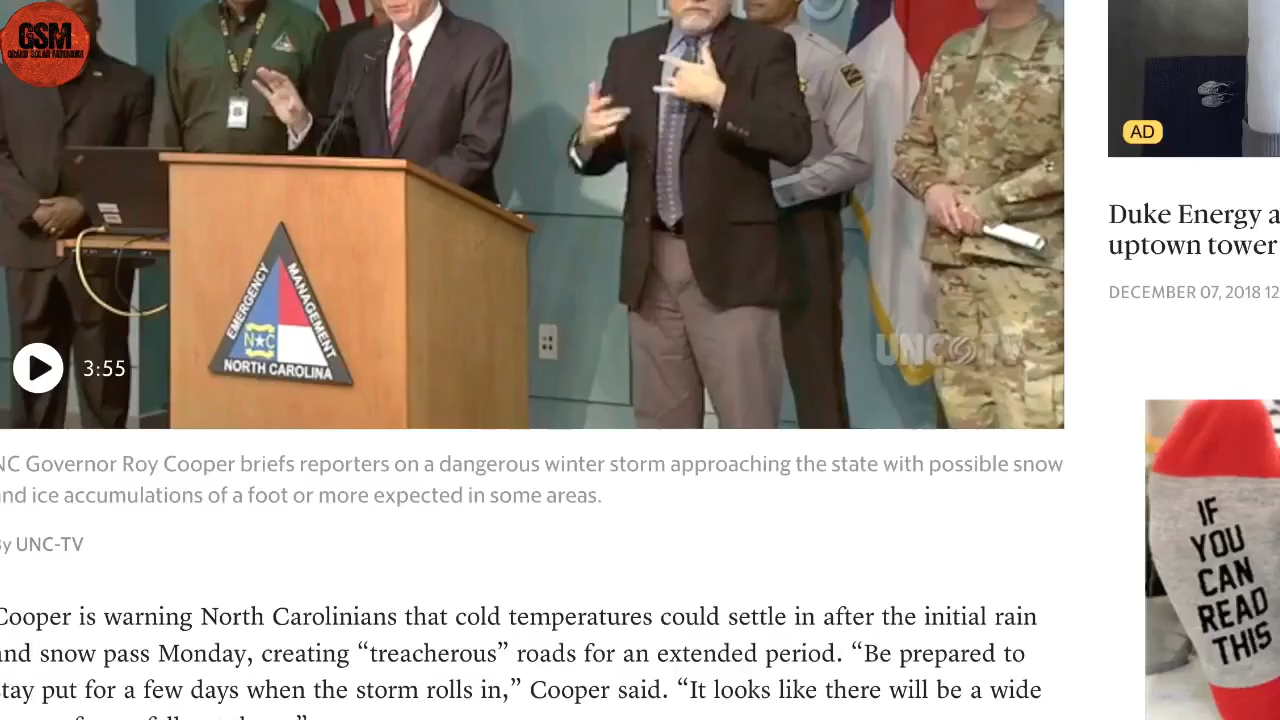 GSM
GRAND SOLAR MINIMUM
EMERGENCY
MANAGEMENT
N C
NORTH CAROLINA
UNC TV
3:55
NC Governor Roy Cooper briefs reporters on a dangerous winter storm approaching the state with possible snow
and ice accumulations of a foot or more expected in some areas.
By UNC-TV
Cooper is warning North Carolinians that cold temperatures could settle in after the initial rain
and snow pass Monday, creating “treacherous” roads for an extended period. “Be prepared to
stay put for a few days when the storm rolls in,” Cooper said. “It looks like there will be a wide
AD
Duke Energy a
uptown tower
DECEMBER 07, 2018 12
IF
YOU
CAN
READ
THIS